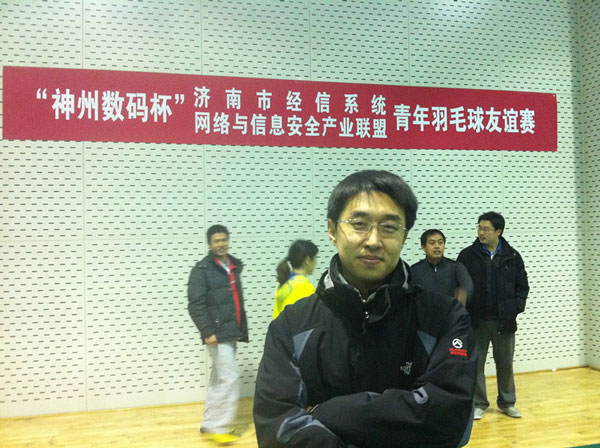 “神州数码杯”
济南市经信系统
网络与信息安全产业联盟
青年羽毛球友谊赛